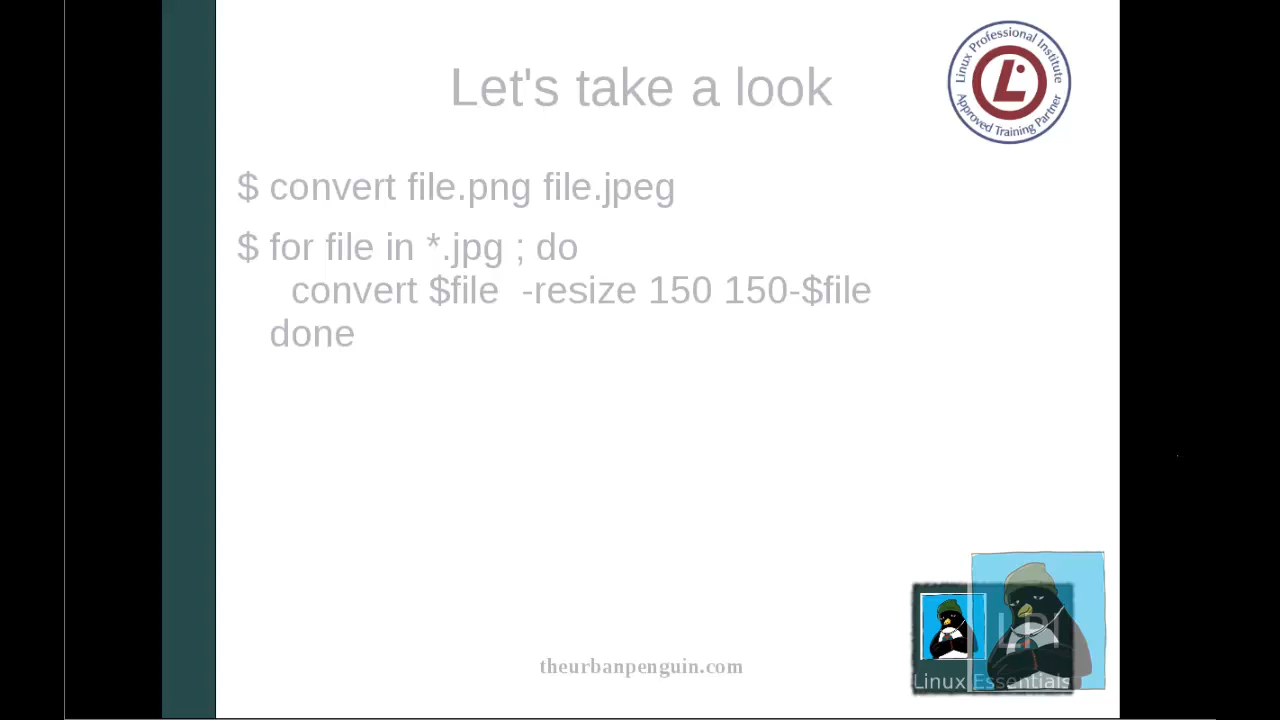 Let's take a look
Linux Professional Institute
L
Approved Training Partner
$ convert file.png file.jpeg
$ for file in *.jpg ; do
convert $file -resize 150 150-$file
done
LPI
Linux Essentials
theurbanpenguin.com